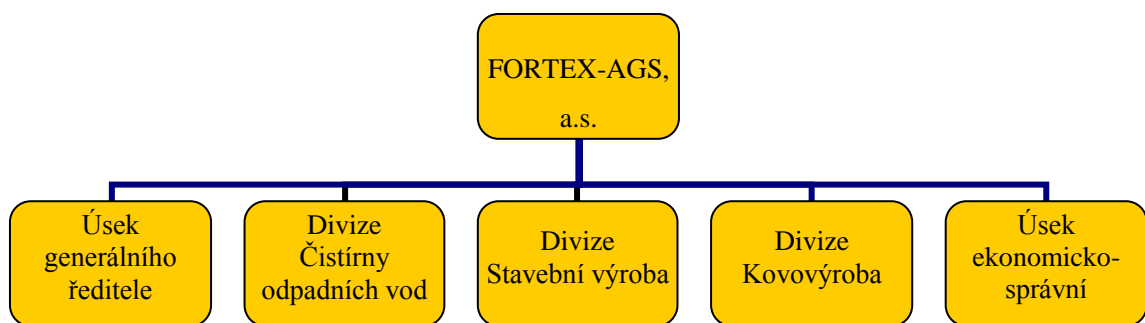 FORTEX-AGS,
a.s.
Úsek
generálního
ředitele
Divize
Čistírny
odpadních vod
Divize
Stavební výroba
Divize
Kovovýroba
Úsek
ekonomicko-
správní